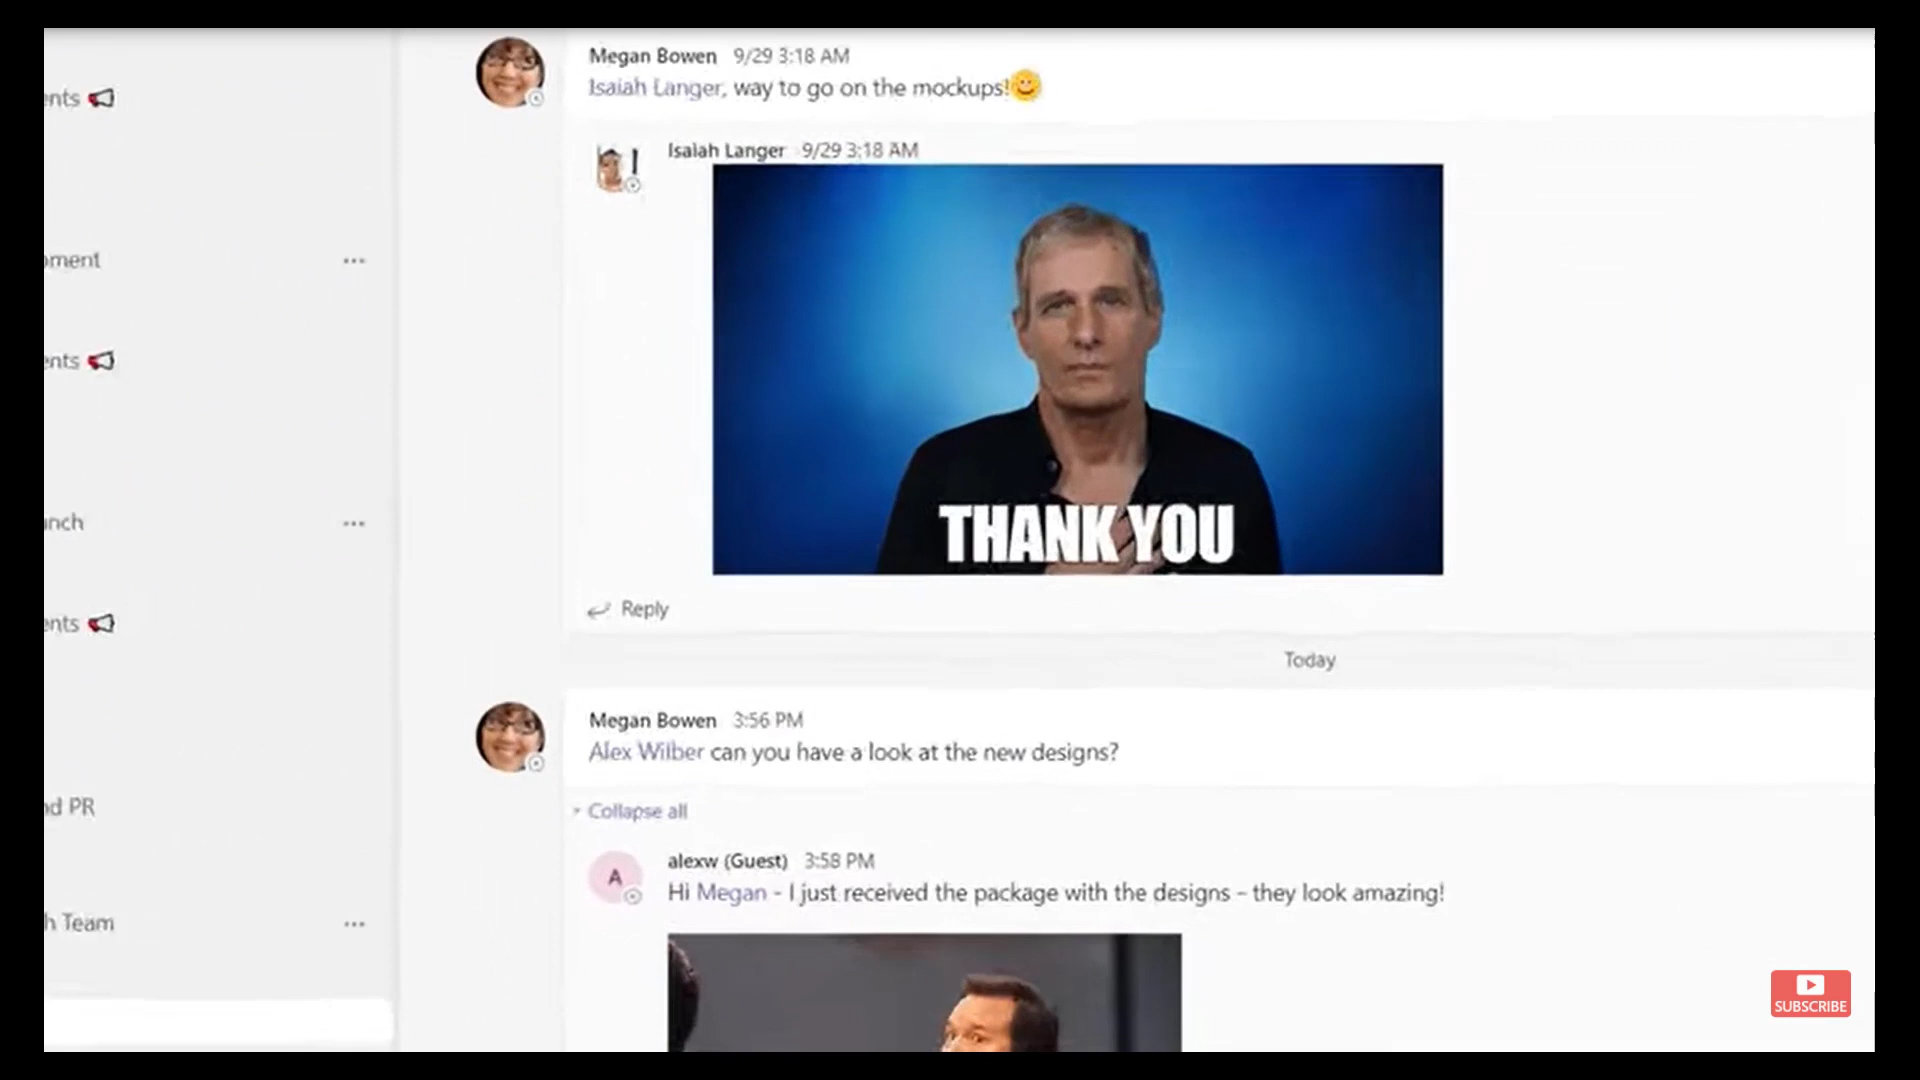 Megan Bowen 9/29 3:18 AM
Isaiah Langer, way to go on the mockups!
Isaiah Langer 9/29 3:18 AM
THANK YOU
Reply
Today
Megan Bowen 3:56 PM
Alex Wilber can you have a look at the new designs?
Collapse all
A
alexw (Guest) 3:58 PM
Hi Megan - I just received the package with the designs – they look amazing!
ents
oment
...
ents
unch
...
ents
nd PR
h Team
...
SUBSCRIBE